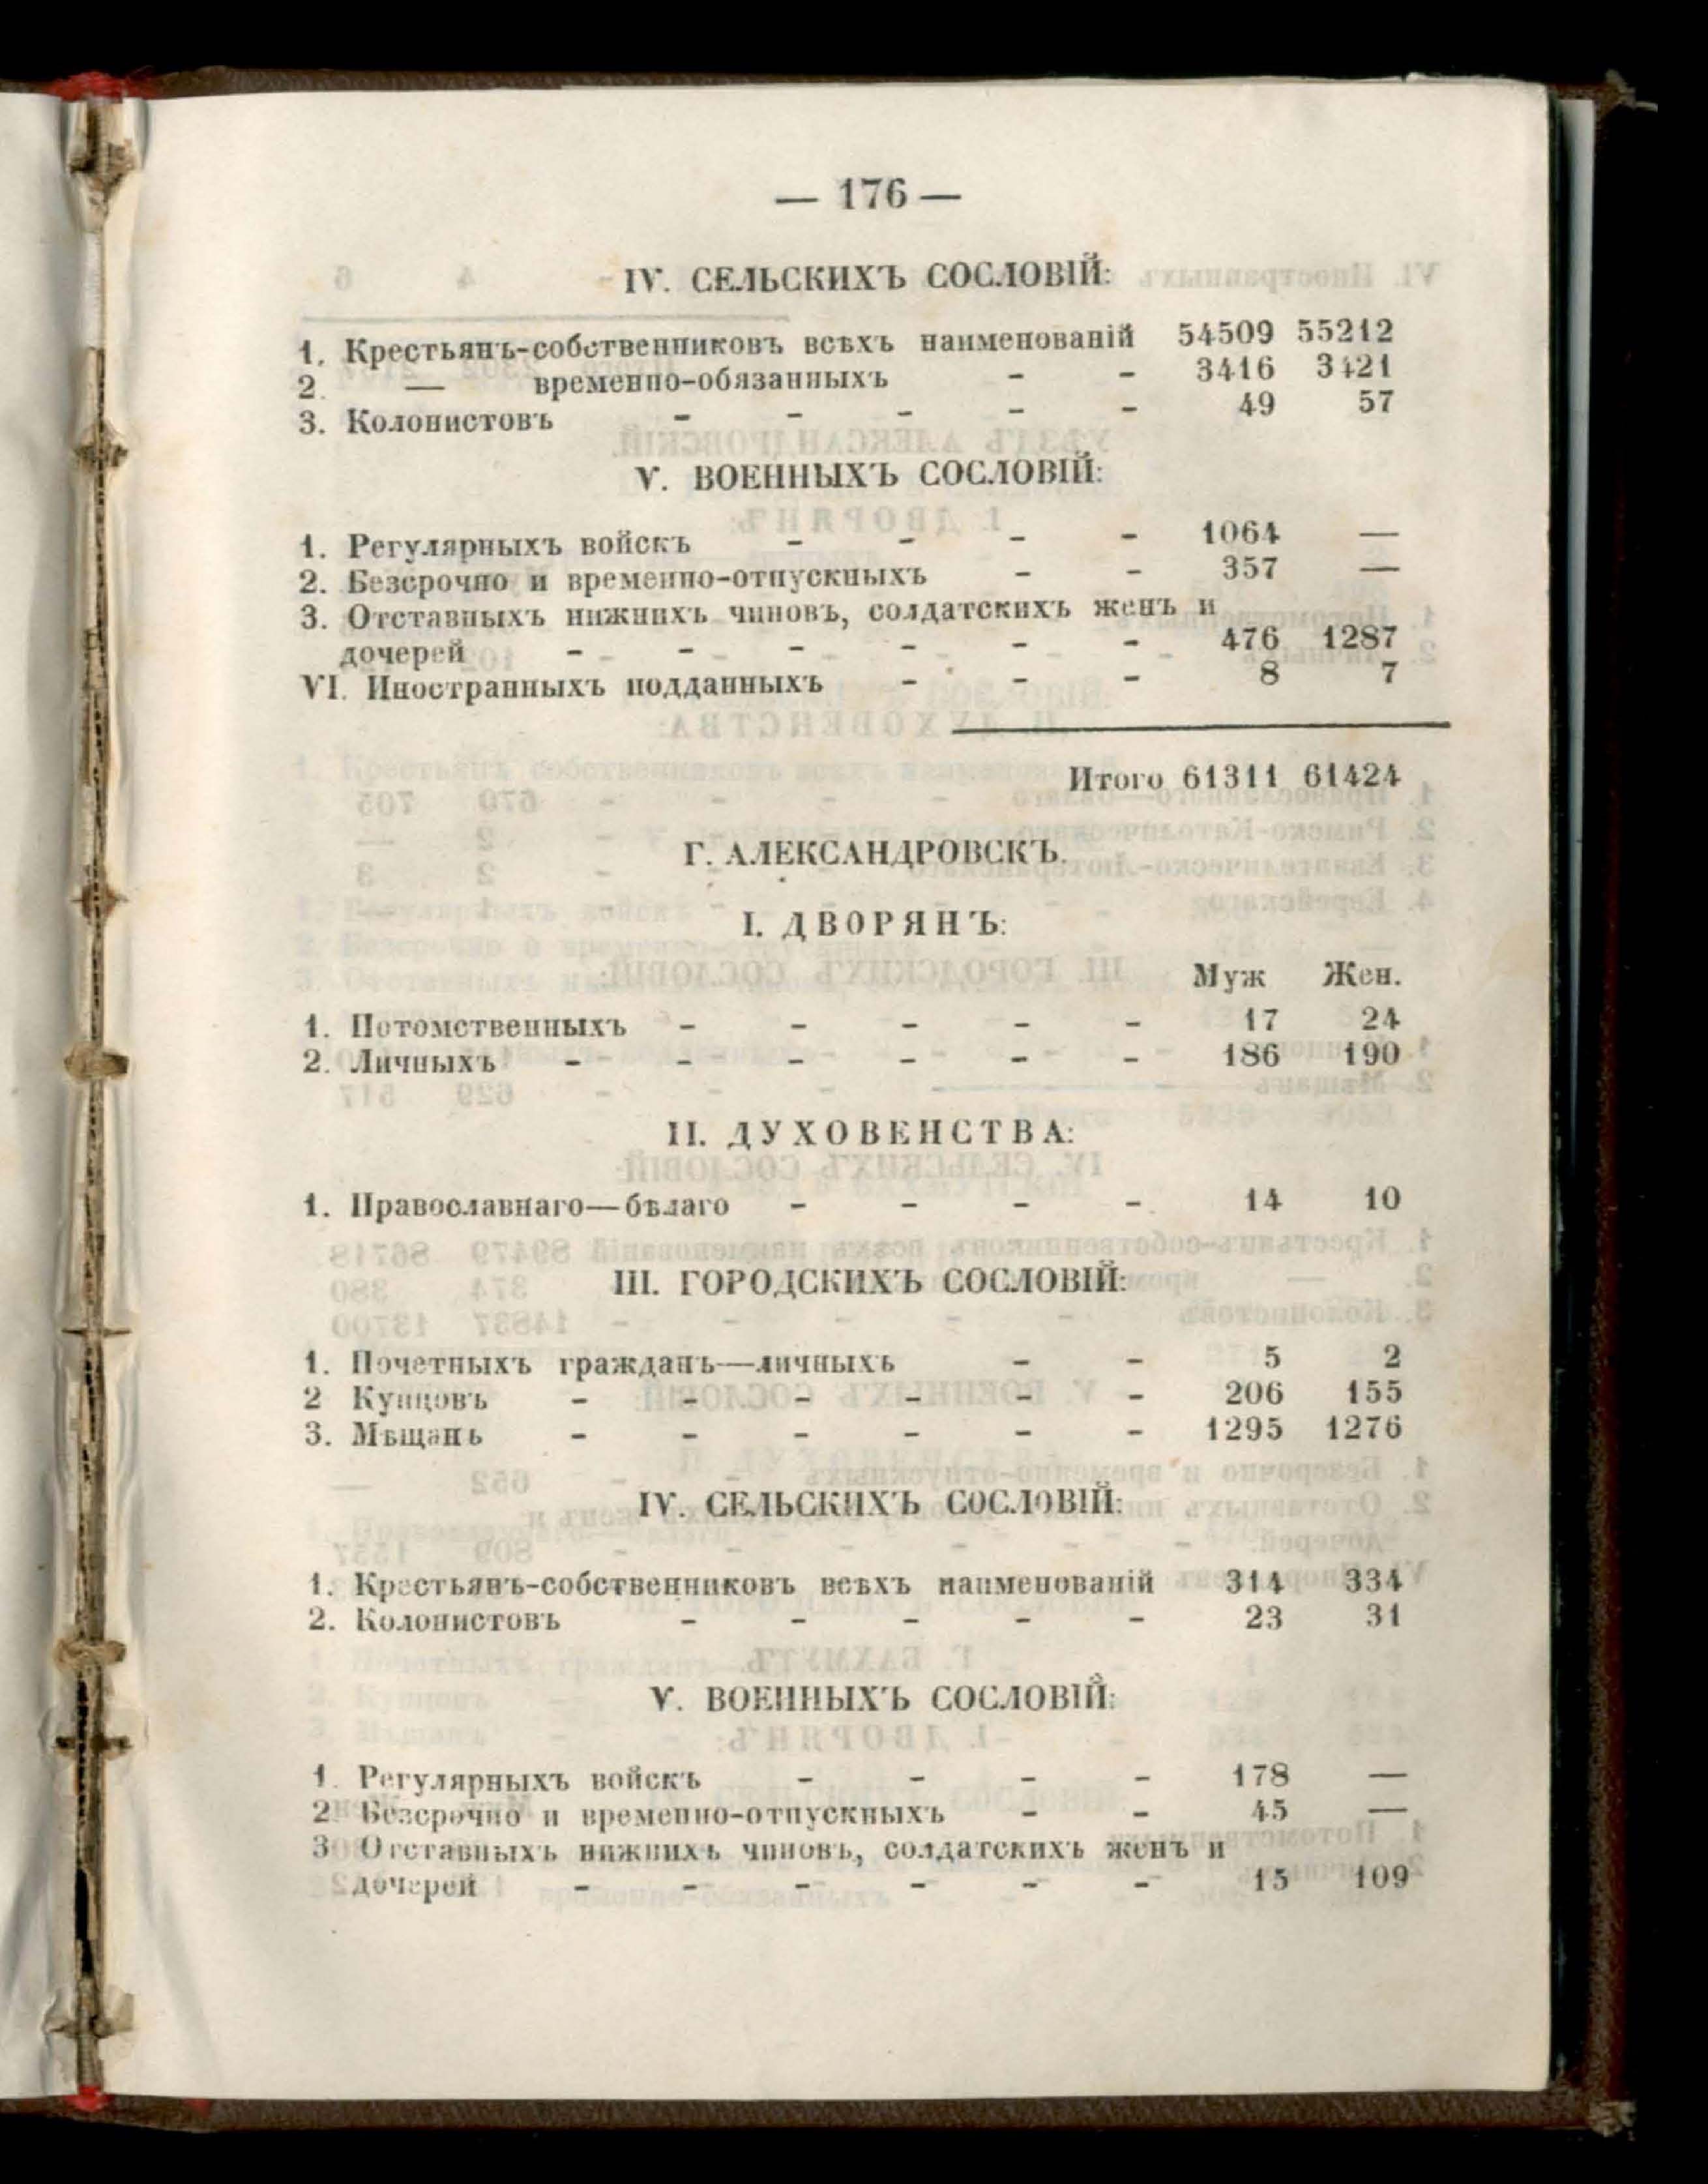 — 176 —
IV. СЕЛЬСКИХЪ СОСЛОВІЙ:
1. Крестьянъ-собственниковъ всѣхъ наименованій 54509 55212
2. — временно-обязанныхъ - - 3416 3421
3. Колонистовъ - - - - - 49 57
V. ВОЕННЫХЪ СОСЛОВІЙ:
1. Регулярныхъ войскъ - - - - 1064 —
2. Безсрочно и временно-отпускныхъ - - 357 —
3. Отставныхъ нижнихъ чиновъ, солдатскихъ женъ и
дочерей - - - - - - 476 1287
VI. Иностранныхъ подданныхъ - - - 8 7
Итого 61311 61424
Г. АЛЕКСАНДРОВСКЪ.
I. ДВОРЯНЪ:
Муж Жен.
1. Потомственныхъ - - - - - 17 24
2. Личныхъ - - - - - - 186 190
II. ДУХОВЕНСТВА:
1. Православнаго—бѣлаго - - - - 14 10
III. ГОРОДСКИХЪ СОСЛОВІЙ:
1. Почетныхъ гражданъ—личныхъ - - 5 2
2 Купцовъ - - - - - - 206 155
3. Мѣщанъ - - - - - - 1295 1276
IV. СЕЛЬСКИХЪ СОСЛОВІЙ:
1. Крестьянъ-собственниковъ всѣхъ наименованій 314 334
2. Колонистовъ - - - - - 23 31
V. ВОЕННЫХЪ СОСЛОВІЙ:
1. Регулярныхъ войскъ - - - - 178 —
2 Безсрочно и временно-отпускныхъ - - 45 —
3 Отставныхъ нижнихъ чиновъ, солдатскихъ женъ и
дочерей - - - - - - 15 109